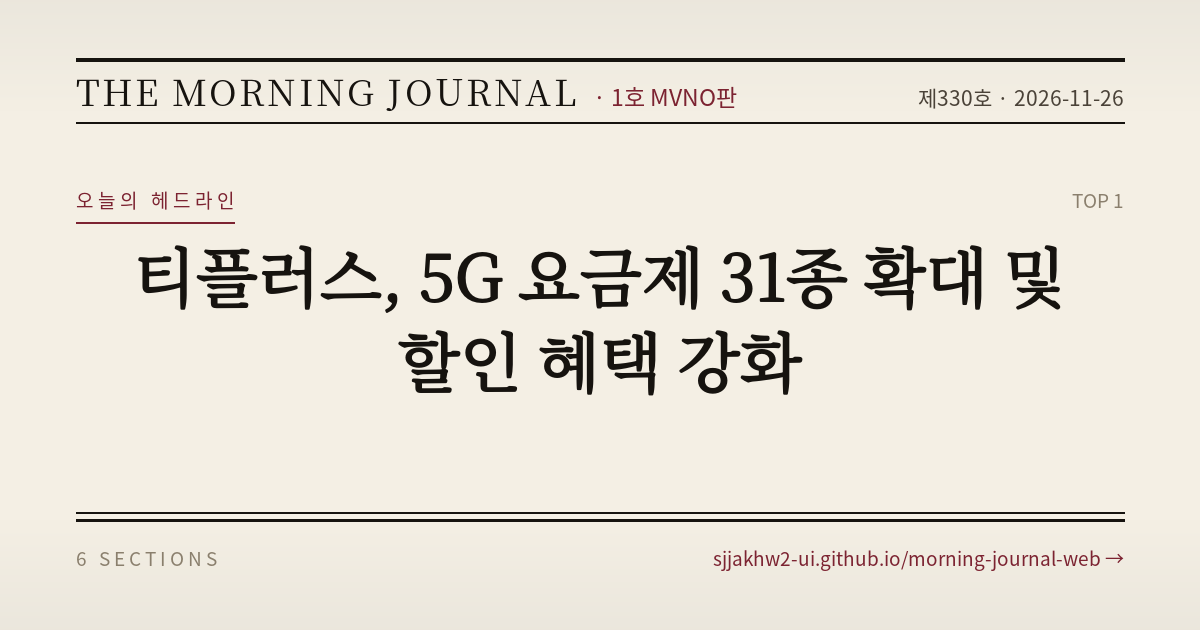 THE MORNING JOURNAL · 1호 MVNO판 제330호 · 2026-11-26
오늘의 헤드라인 TOP 1
티플러스, 5G 요금제 31종 확대 및
할인 혜택 강화
6 SECTIONS sjjakhw2-ui.github.io/morning-journal-web →